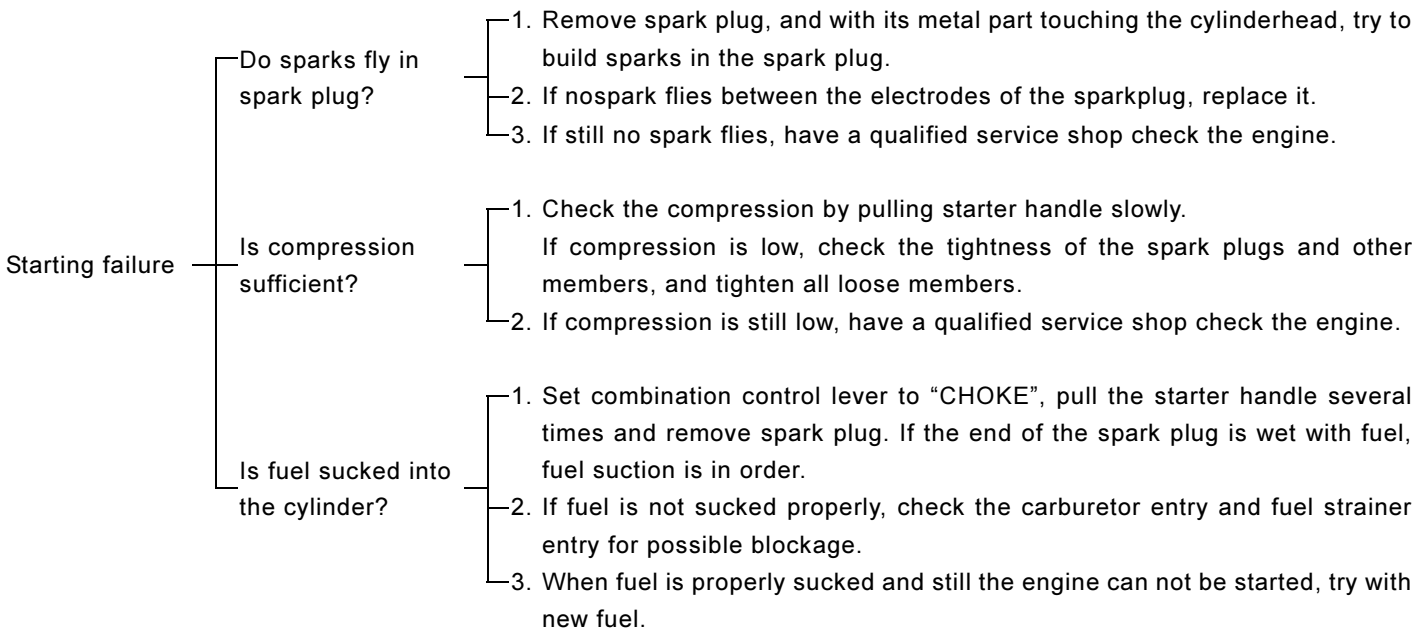 Starting failure
Do sparks fly in
spark plug?
1. Remove spark plug, and with its metal part touching the cylinderhead, try to
build sparks in the spark plug.
2. If nospark flies between the electrodes of the sparkplug, replace it.
3. If still no spark flies, have a qualified service shop check the engine.
Is compression
sufficient?
1. Check the compression by pulling starter handle slowly.
If compression is low, check the tightness of the spark plugs and other
members, and tighten all loose members.
2. If compression is still low, have a qualified service shop check the engine.
Is fuel sucked into
the cylinder?
1. Set combination control lever to “CHOKE”, pull the starter handle several
times and remove spark plug. If the end of the spark plug is wet with fuel,
fuel suction is in order.
2. If fuel is not sucked properly, check the carburetor entry and fuel strainer
entry for possible blockage.
3. When fuel is properly sucked and still the engine can not be started, try with
new fuel.